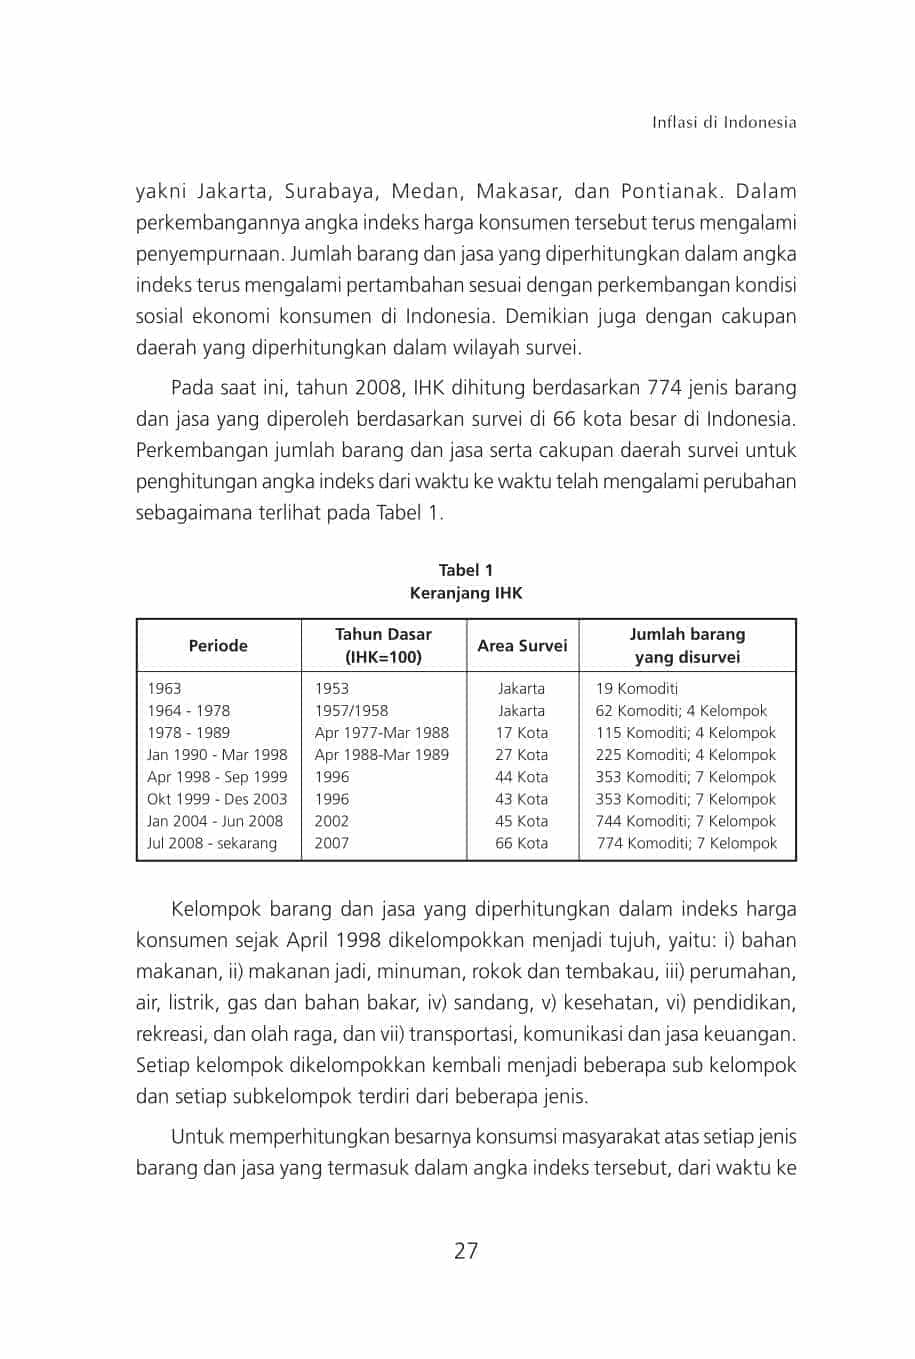 Inflasi di Indonesia
yakni Jakarta, Surabaya, Medan, Makasar, dan Pontianak. Dalam
perkembangannya angka indeks harga konsumen tersebut terus mengalami
penyempurnaan. Jumlah barang dan jasa yang diperhitungkan dalam angka
indeks terus mengalami pertambahan sesuai dengan perkembangan kondisi
sosial ekonomi konsumen di Indonesia. Demikian juga dengan cakupan
daerah yang diperhitungkan dalam wilayah survei.
Pada saat ini, tahun 2008, IHK dihitung berdasarkan 774 jenis barang
dan jasa yang diperoleh berdasarkan survei di 66 kota besar di Indonesia.
Perkembangan jumlah barang dan jasa serta cakupan daerah survei untuk
penghitungan angka indeks dari waktu ke waktu telah mengalami perubahan
sebagaimana terlihat pada Tabel 1.
Tabel 1
Keranjang IHK
Periode Tahun Dasar (IHK=100) Area Survei Jumlah barang yang disurvei
1963 1953 Jakarta 19 Komoditi
1964 - 1978 1957/1958 Jakarta 62 Komoditi; 4 Kelompok
1978 - 1989 Apr 1977-Mar 1988 17 Kota 115 Komoditi; 4 Kelompok
Jan 1990 - Mar 1998 Apr 1988-Mar 1989 27 Kota 225 Komoditi; 4 Kelompok
Apr 1998 - Sep 1999 1996 44 Kota 353 Komoditi; 7 Kelompok
Okt 1999 - Des 2003 1996 43 Kota 353 Komoditi; 7 Kelompok
Jan 2004 - Jun 2008 2002 45 Kota 744 Komoditi; 7 Kelompok
Jul 2008 - sekarang 2007 66 Kota 774 Komoditi; 7 Kelompok
Kelompok barang dan jasa yang diperhitungkan dalam indeks harga
konsumen sejak April 1998 dikelompokkan menjadi tujuh, yaitu: i) bahan
makanan, ii) makanan jadi, minuman, rokok dan tembakau, iii) perumahan,
air, listrik, gas dan bahan bakar, iv) sandang, v) kesehatan, vi) pendidikan,
rekreasi, dan olah raga, dan vii) transportasi, komunikasi dan jasa keuangan.
Setiap kelompok dikelompokkan kembali menjadi beberapa sub kelompok
dan setiap subkelompok terdiri dari beberapa jenis.
Untuk memperhitungkan besarnya konsumsi masyarakat atas setiap jenis
barang dan jasa yang termasuk dalam angka indeks tersebut, dari waktu ke
27